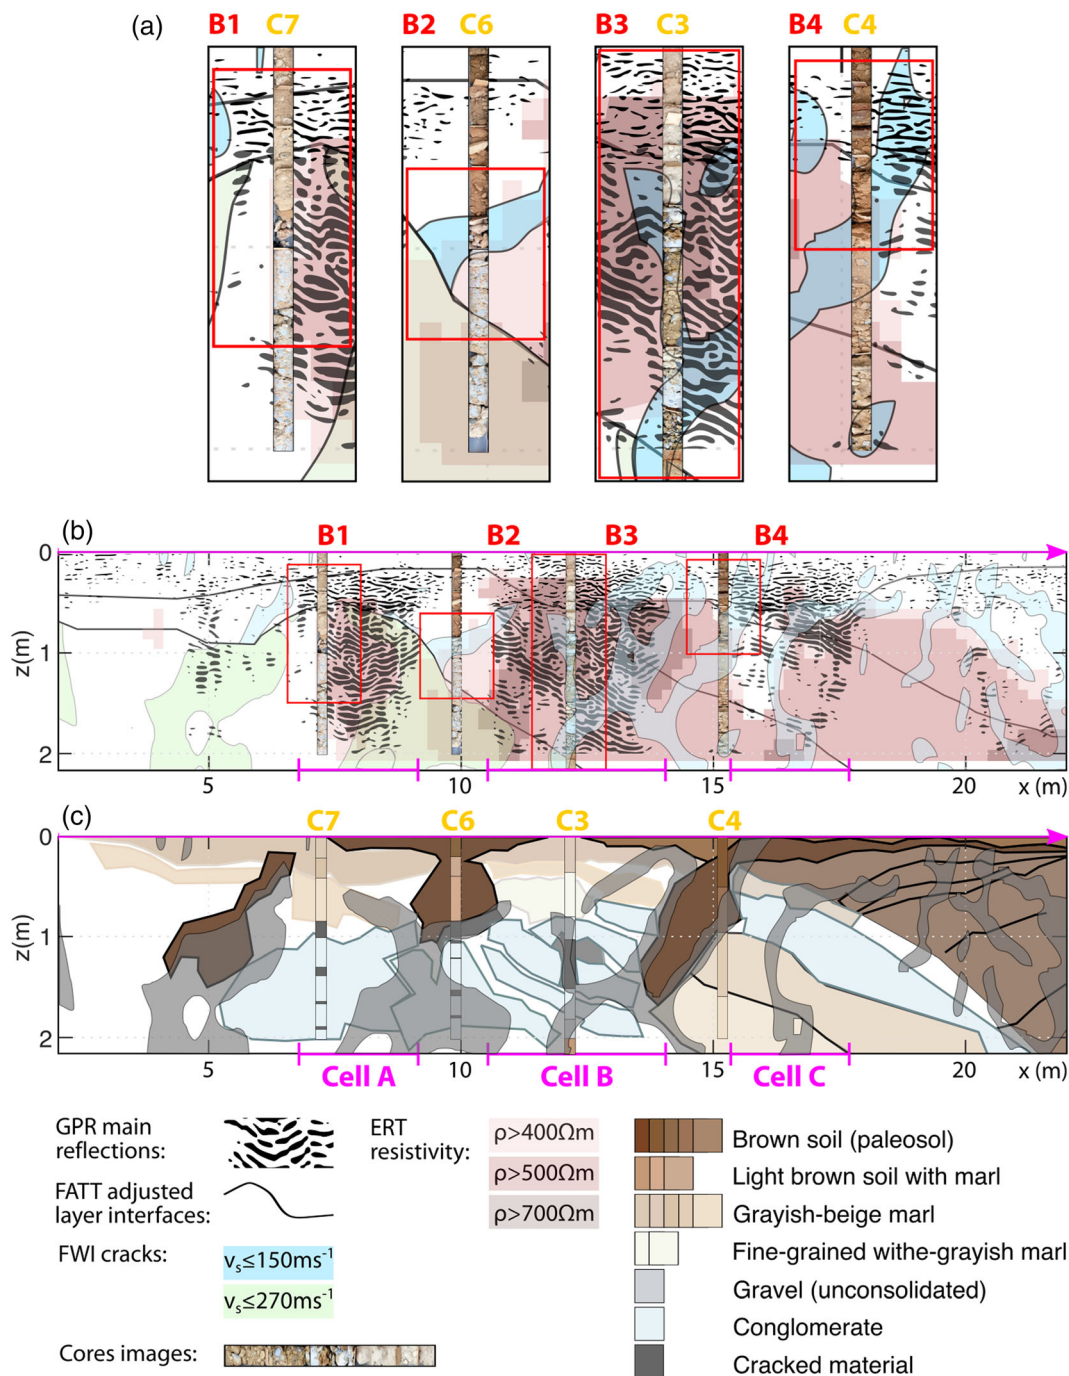 (a)
B1 C7 B2 C6 B3 C3 B4 C4
(b)
B1 B2 B3 B4
0
z(m)
1
2
5 10 15 20 x (m)
(c)
C7 C6 C3 C4
0
z(m)
1
2
5 10 15 20 x (m)
Cell A Cell B Cell C
GPR main
reflections:
FATT adjusted
layer interfaces:
FWI cracks:
vs≤150ms-1
vs≤270ms-1
Cores images:
ERT
resistivity:
ρ>400Ωm
ρ>500Ωm
ρ>700Ωm
Brown soil (paleosol)
Light brown soil with marl
Grayish-beige marl
Fine-grained withe-grayish marl
Gravel (unconsolidated)
Conglomerate
Cracked material